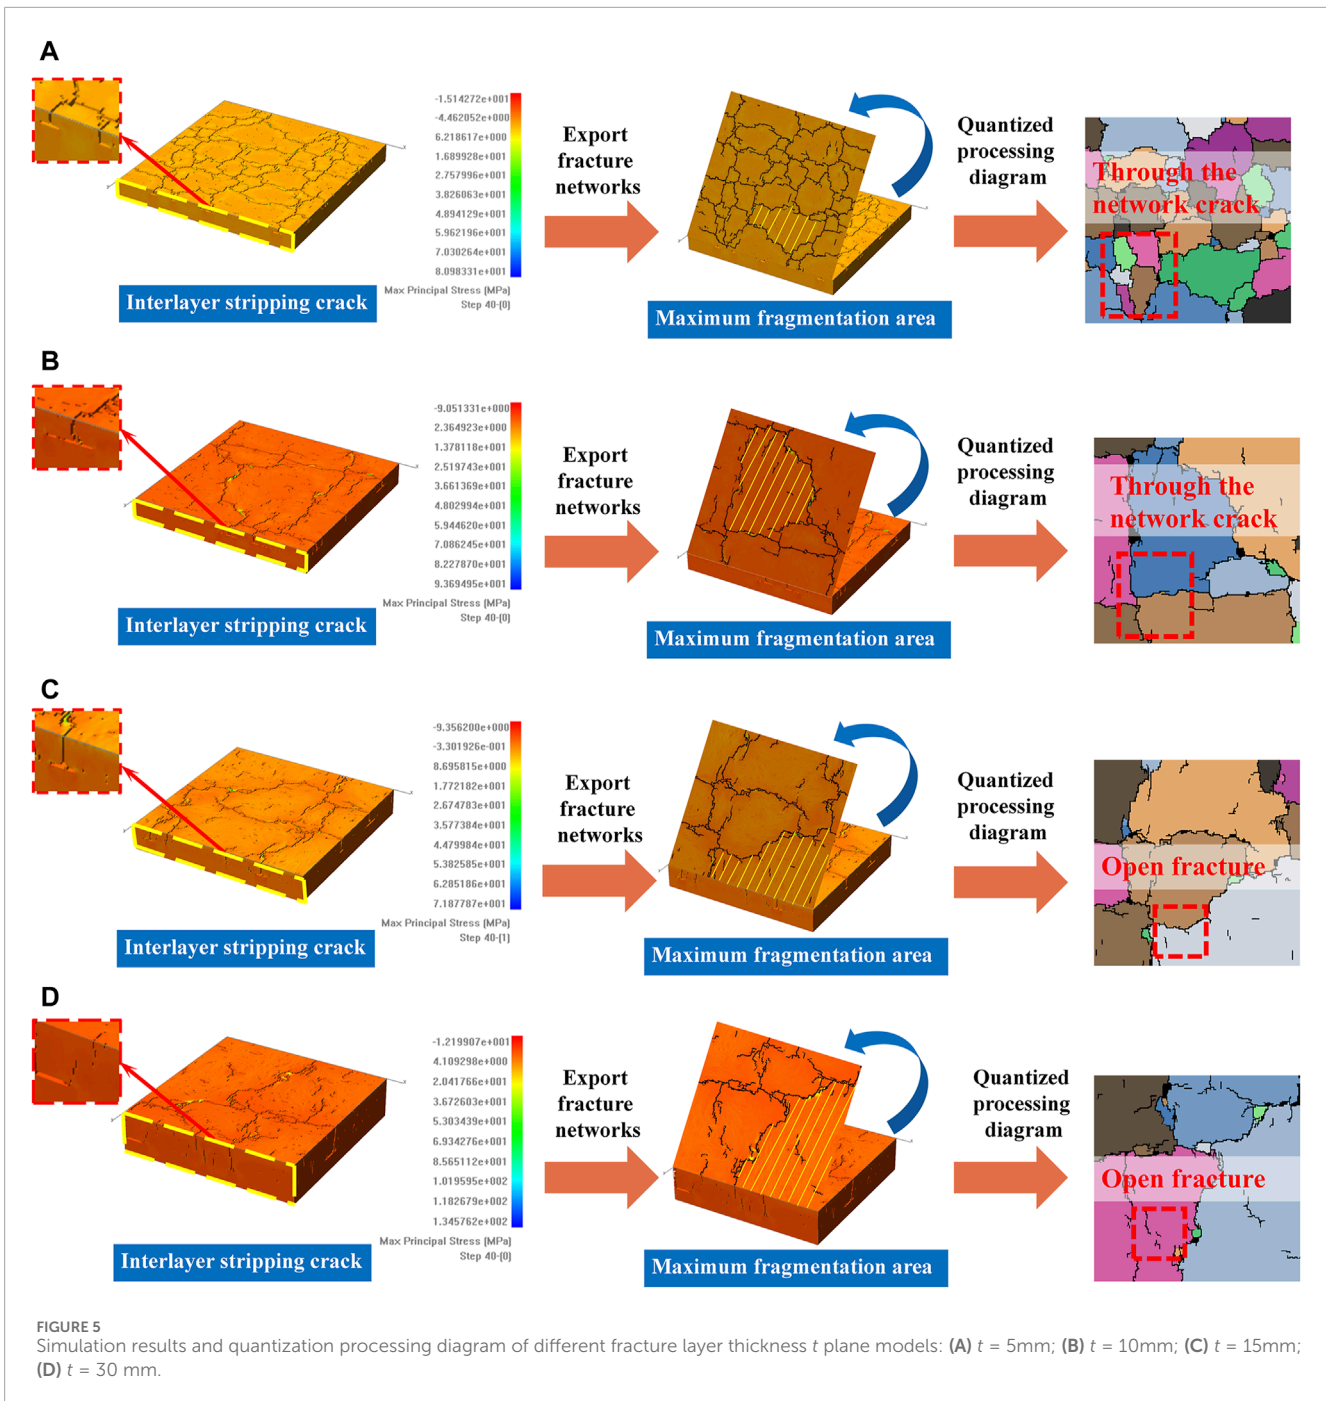 A
-1.514272e+001
-4.462052e+000
6.218617e+000
1.689928e+001
2.757996e+001
3.826063e+001
4.894129e+001
5.962196e+001
7.030264e+001
8.098331e+001
Max Principal Stress (MPa)
Step 40-(0)
Interlayer stripping crack
Export
fracture
networks
Maximum fragmentation area
Quantized
processing
diagram
Through the
network crack
B
-9.051331e+000
2.364923e+000
1.378118e+001
2.519743e+001
3.661369e+001
4.802994e+001
5.944620e+001
7.086245e+001
8.227870e+001
9.369495e+001
Max Principal Stress (MPa)
Step 40-(0)
Interlayer stripping crack
Export
fracture
networks
Maximum fragmentation area
Quantized
processing
diagram
Through the
network crack
C
-9.356200e+000
-3.301926e-001
8.695815e+000
1.772182e+001
2.674783e+001
3.577384e+001
4.479984e+001
5.382585e+001
6.285186e+001
7.187787e+001
Max Principal Stress (MPa)
Step 40-(1)
Interlayer stripping crack
Export
fracture
networks
Maximum fragmentation area
Quantized
processing
diagram
Open fracture
D
-1.219907e+001
4.109298e+000
2.041766e+001
3.672603e+001
5.303439e+001
6.934276e+001
8.565112e+001
1.019595e+002
1.182679e+002
1.345762e+002
Max Principal Stress (MPa)
Step 40-(0)
Interlayer stripping crack
Export
fracture
networks
Maximum fragmentation area
Quantized
processing
diagram
Open fracture
FIGURE 5
Simulation results and quantization processing diagram of different fracture layer thickness t plane models: (A) t = 5mm; (B) t = 10mm; (C) t = 15mm;
(D) t = 30 mm.